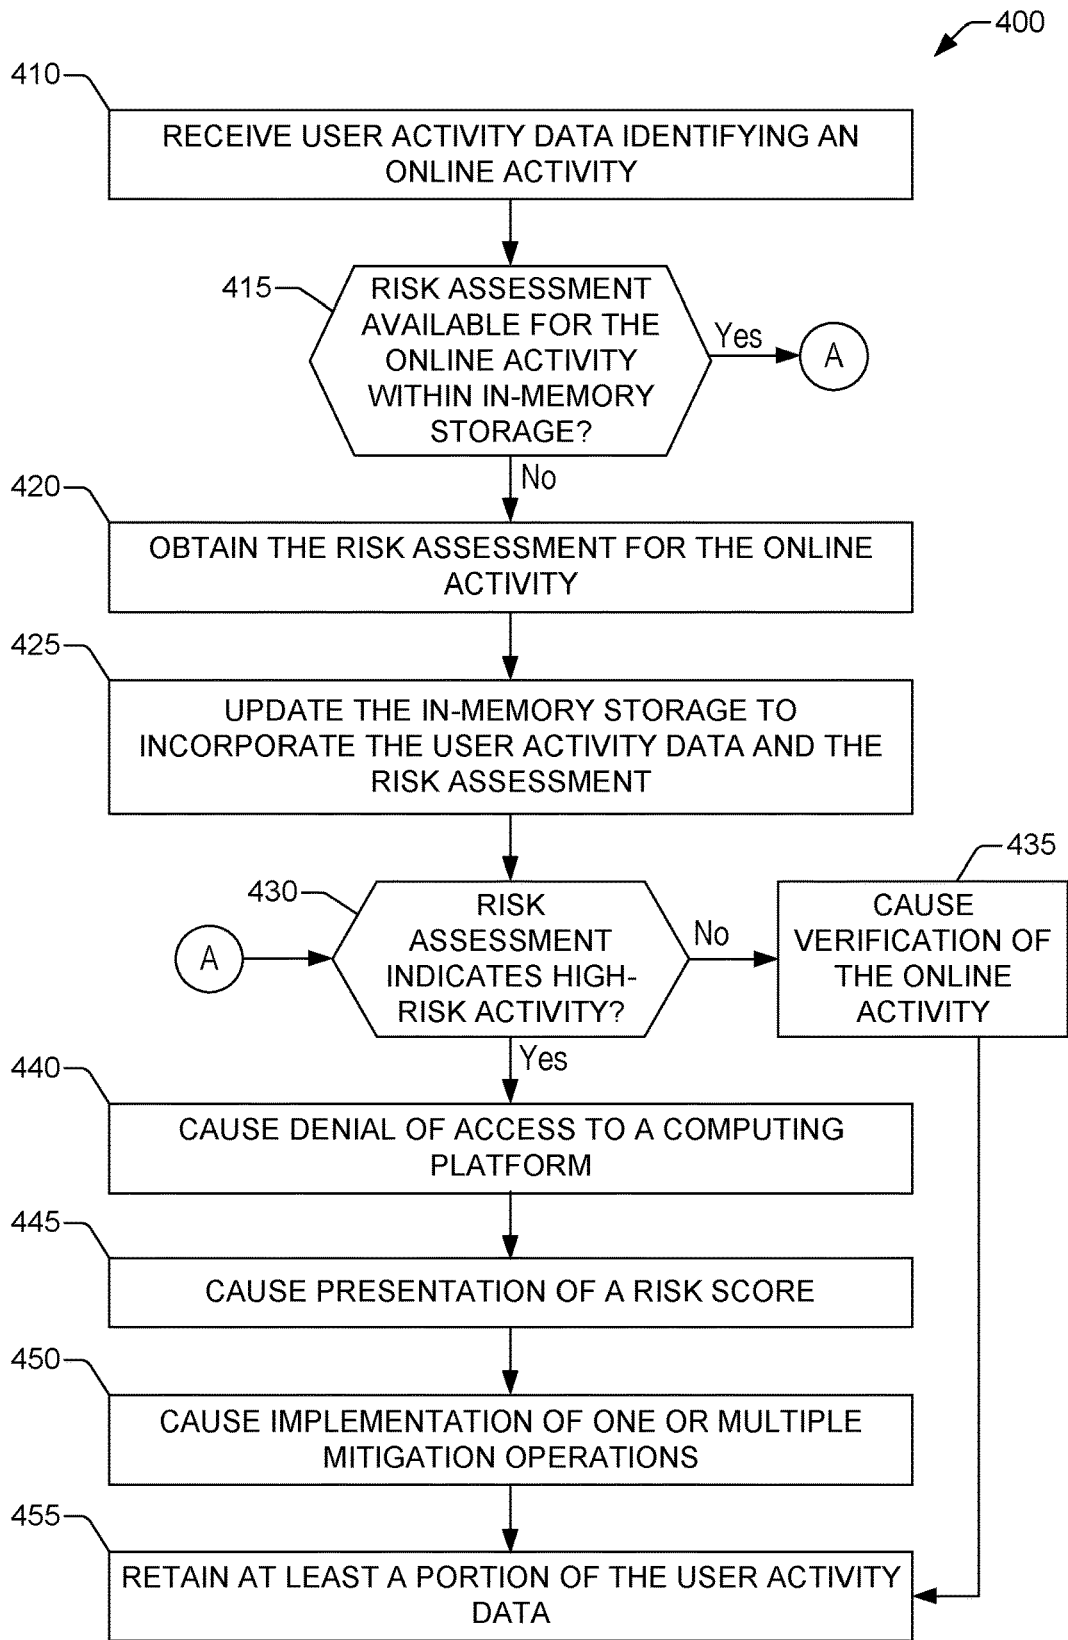 400
410
RECEIVE USER ACTIVITY DATA IDENTIFYING AN
ONLINE ACTIVITY
415
RISK ASSESSMENT
AVAILABLE FOR THE
ONLINE ACTIVITY
WITHIN IN-MEMORY
STORAGE?
Yes
A
No
420
OBTAIN THE RISK ASSESSMENT FOR THE ONLINE
ACTIVITY
425
UPDATE THE IN-MEMORY STORAGE TO
INCORPORATE THE USER ACTIVITY DATA AND THE
RISK ASSESSMENT
A
430
RISK
ASSESSMENT
INDICATES HIGH-
RISK ACTIVITY?
No
435
CAUSE
VERIFICATION OF
THE ONLINE
ACTIVITY
Yes
440
CAUSE DENIAL OF ACCESS TO A COMPUTING
PLATFORM
445
CAUSE PRESENTATION OF A RISK SCORE
450
CAUSE IMPLEMENTATION OF ONE OR MULTIPLE
MITIGATION OPERATIONS
455
RETAIN AT LEAST A PORTION OF THE USER ACTIVITY
DATA